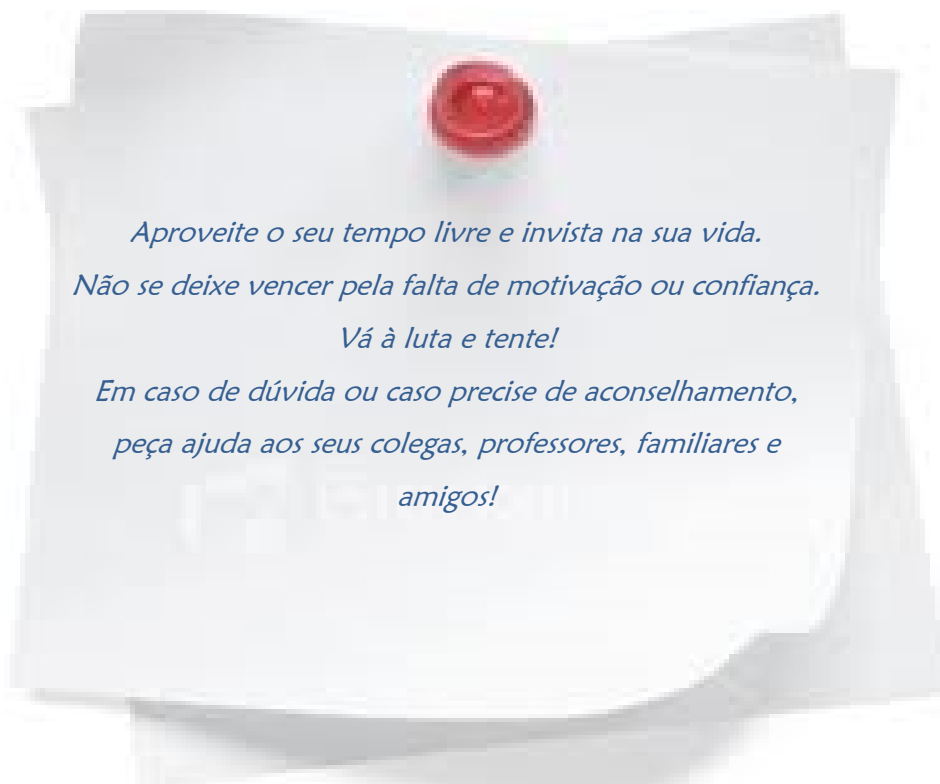 Aproveite o seu tempo livre e invista na sua vida.
Não se deixe vencer pela falta de motivação ou confiança.
Vá à luta e tente!
Em caso de dúvida ou caso precise de aconselhamento,
peça ajuda aos seus colegas, professores, familiares e
amigos!